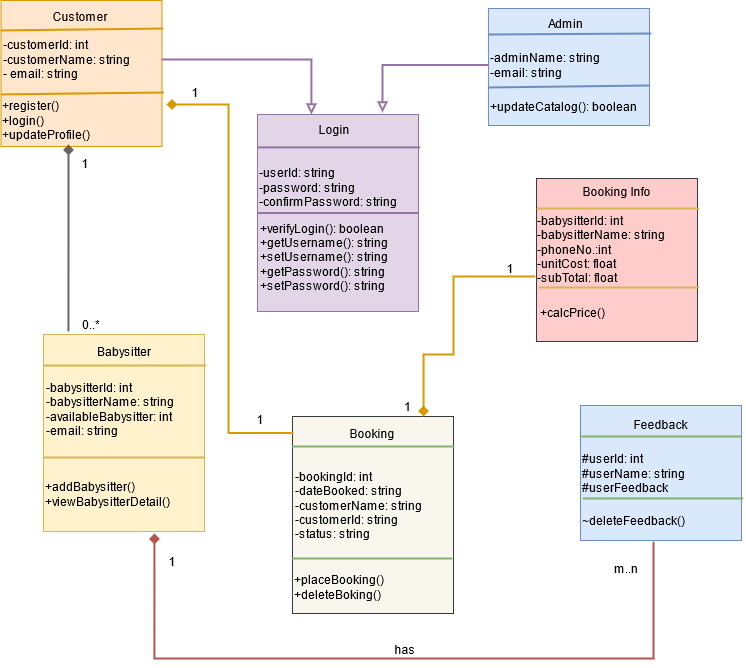 Customer
-customerId: int
-customerName: string
- email: string
+register()
+login()
+updateProfile()
1
1
Admin
-adminName: string
-email: string
+updateCatalog(): boolean
Login
-userId: string
-password: string
-confirmPassword: string
+verifyLogin(): boolean
+getUsername(): string
+setUsername(): string
+getPassword(): string
+setPassword(): string
Booking Info
-babysitterId: int
-babysitterName: string
-phoneNo.:int
-unitCost: float
-subTotal: float
+calcPrice()
1
0..*
Babysitter
-babysitterId: int
-babysitterName: string
-availableBabysitter: int
-email: string
+addBabysitter()
+viewBabysitterDetail()
1
1
1
Booking
-bookingId: int
-dateBooked: string
-customerName: string
-customerId: string
-status: string
+placeBooking()
+deleteBoking()
Feedback
#userId: int
#userName: string
#userFeedback
~deleteFeedback()
m..n
has